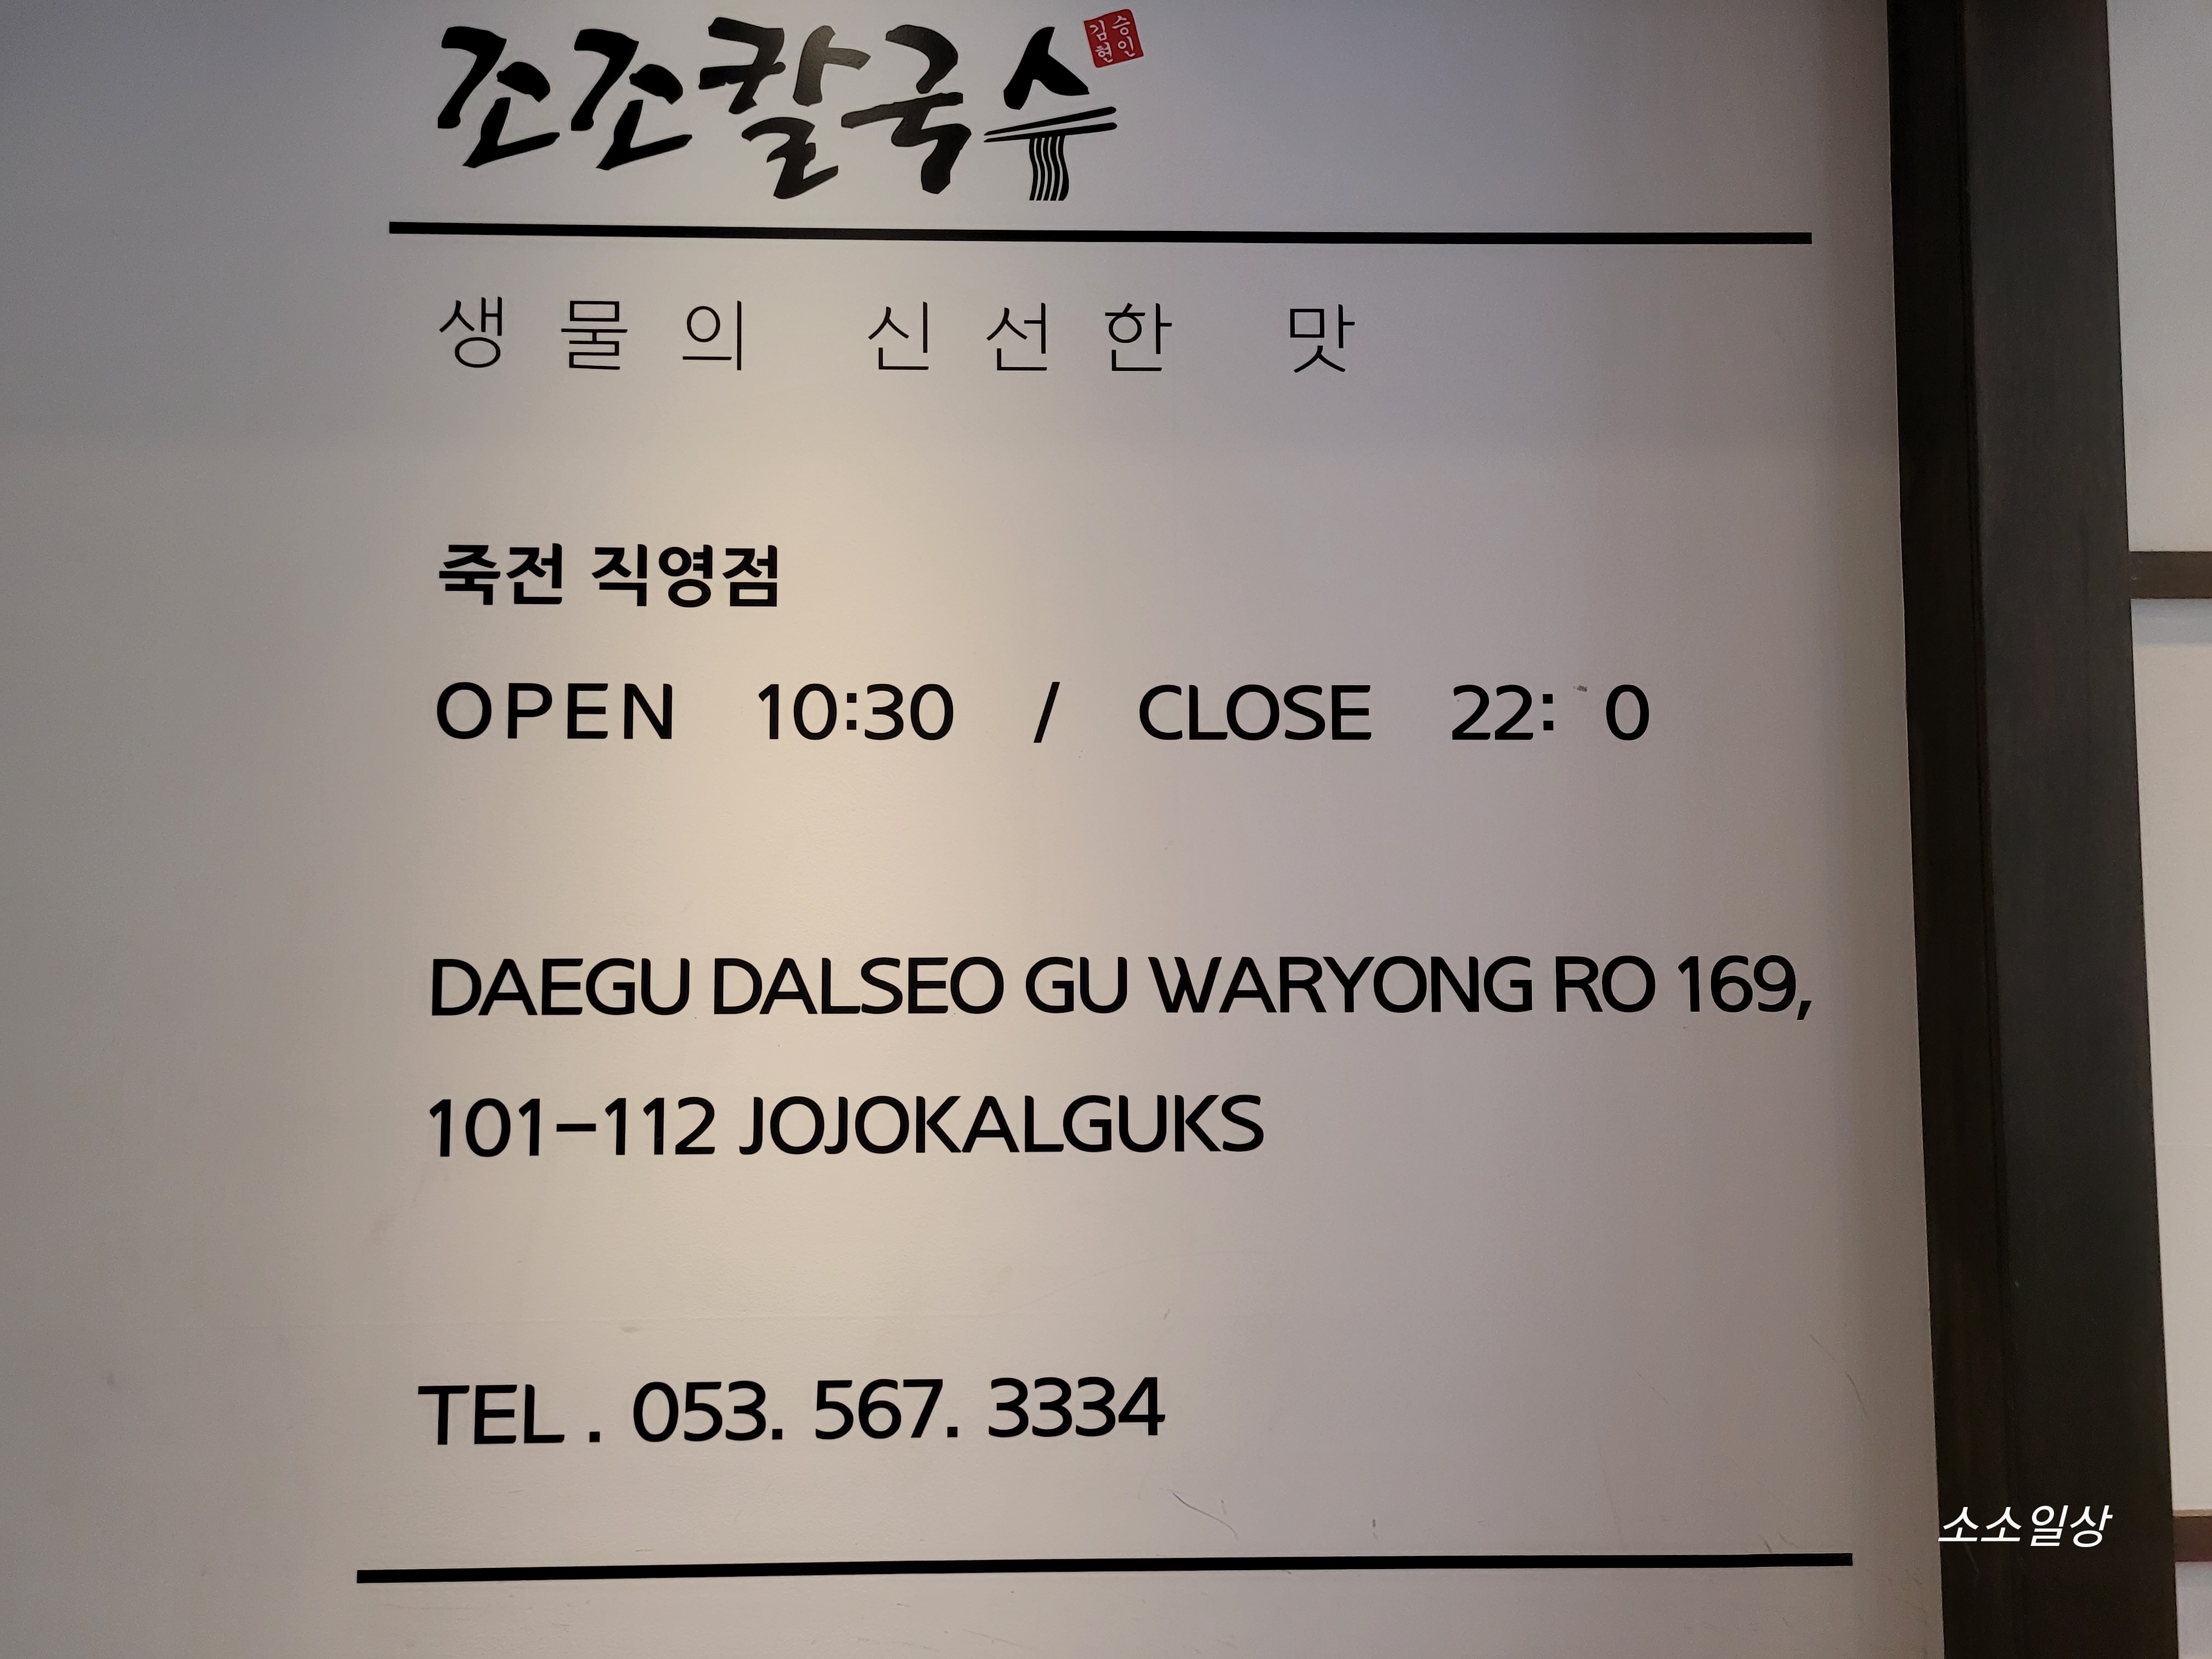 조조칼국수
김승
현인
생물의 신선한 맛
죽전 직영점
OPEN 10:30 / CLOSE 22: 0
DAEGU DALSEO GU WARYONG RO 169,
101-112 JOJOKALGUKS
TEL . 053. 567. 3334
소소일상